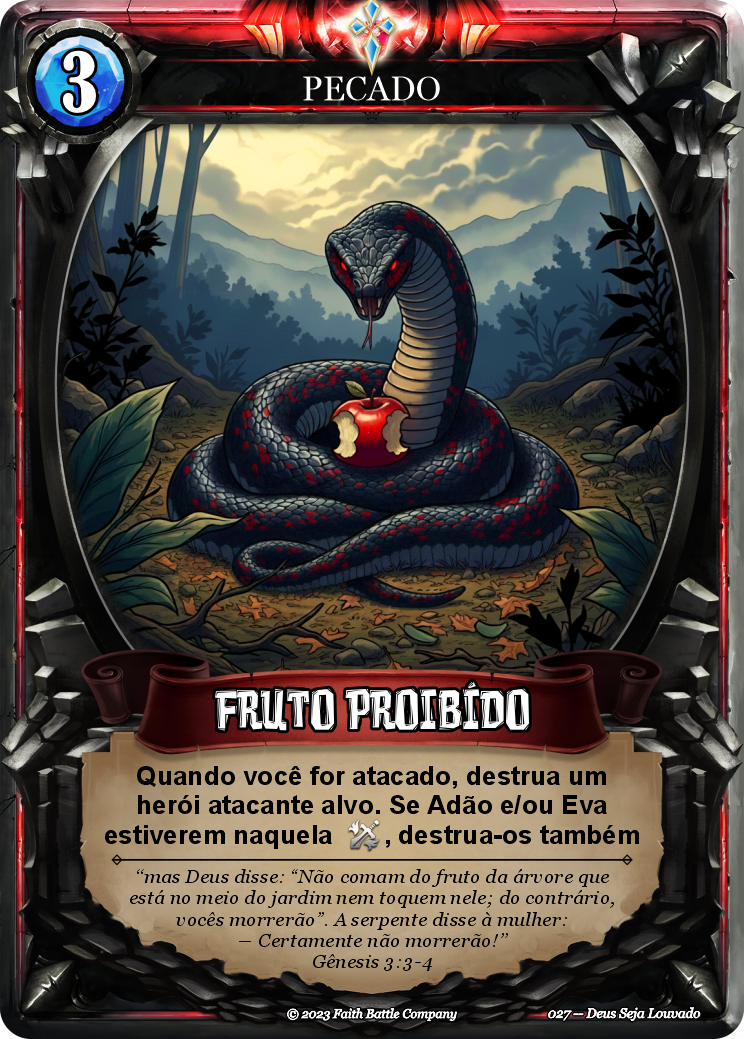 3
PECADO
FRUTO PROIBÍDO
Quando você for atacado, destrua um
herói atacante alvo. Se Adão e/ou Eva
estiverem naquela , destrua-os também
“mas Deus disse: “Não comam do fruto da árvore que
está no meio do jardim nem toquem nele; do contrário,
vocês morrerão”. A serpente disse à mulher:
— Certamente não morrerão!”
Gênesis 3:3-4
© 2023 Faith Battle Company
027 — Deus Seja Louvado